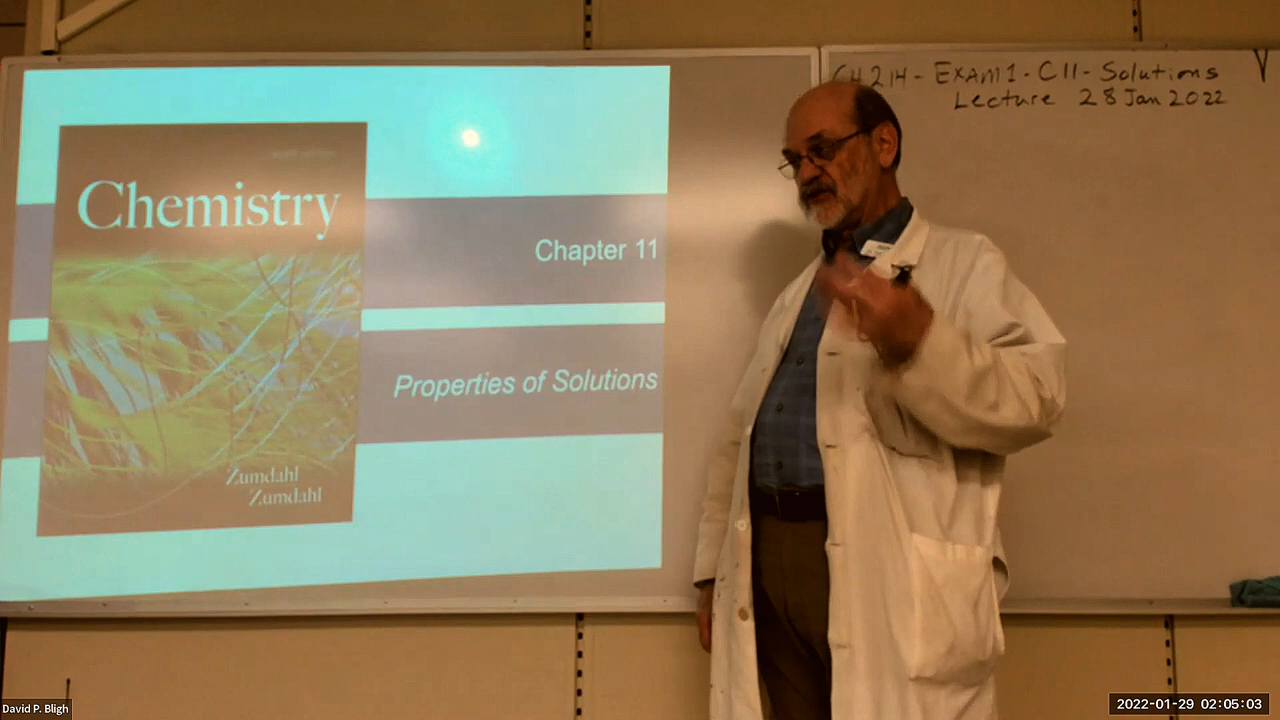 CH 214 - Exam 1 - C11 - Solutions
Lecture 28 Jan 2022
Chemistry
Chapter 11
Properties of Solutions
Zumdahl
Zumdahl
David P. Bligh
2022-01-29 02:05:03